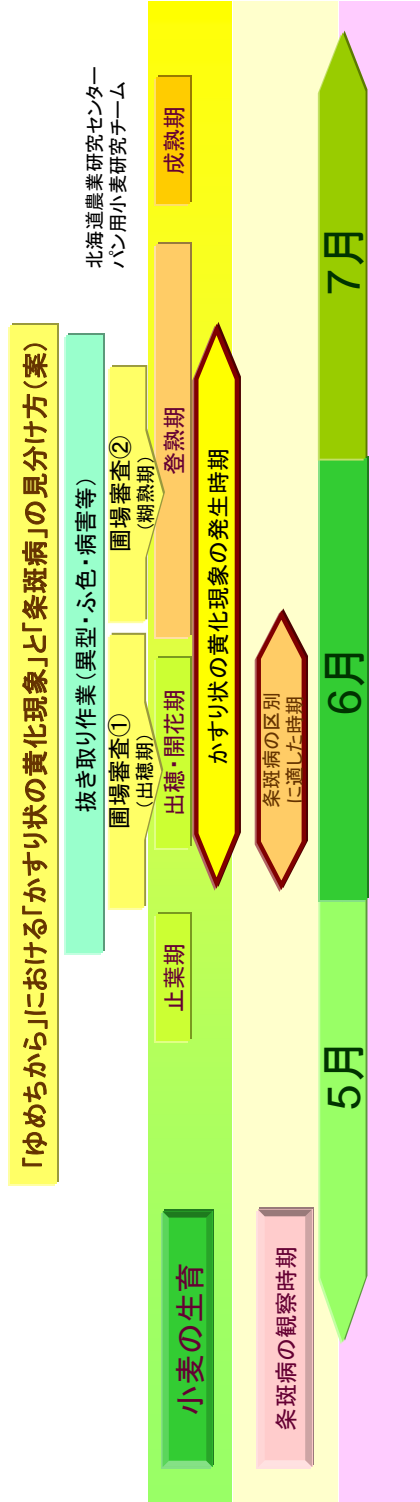 「ゆめちから」における「かすり状の黄化現象」と「条斑病」の見分け方(案)
北海道農業研究センター
パン用小麦研究チーム
抜き取り作業(異型・ふ色・病害等)
圃場審査①
(出穂期)
圃場審査②
(糊熟期)
小麦の生育
止葉期
出穂・開花期
登熟期
成熟期
かすり状の黄化現象の発生時期
条斑病の観察時期
条斑病の区別
に適した時期
5月
6月
7月